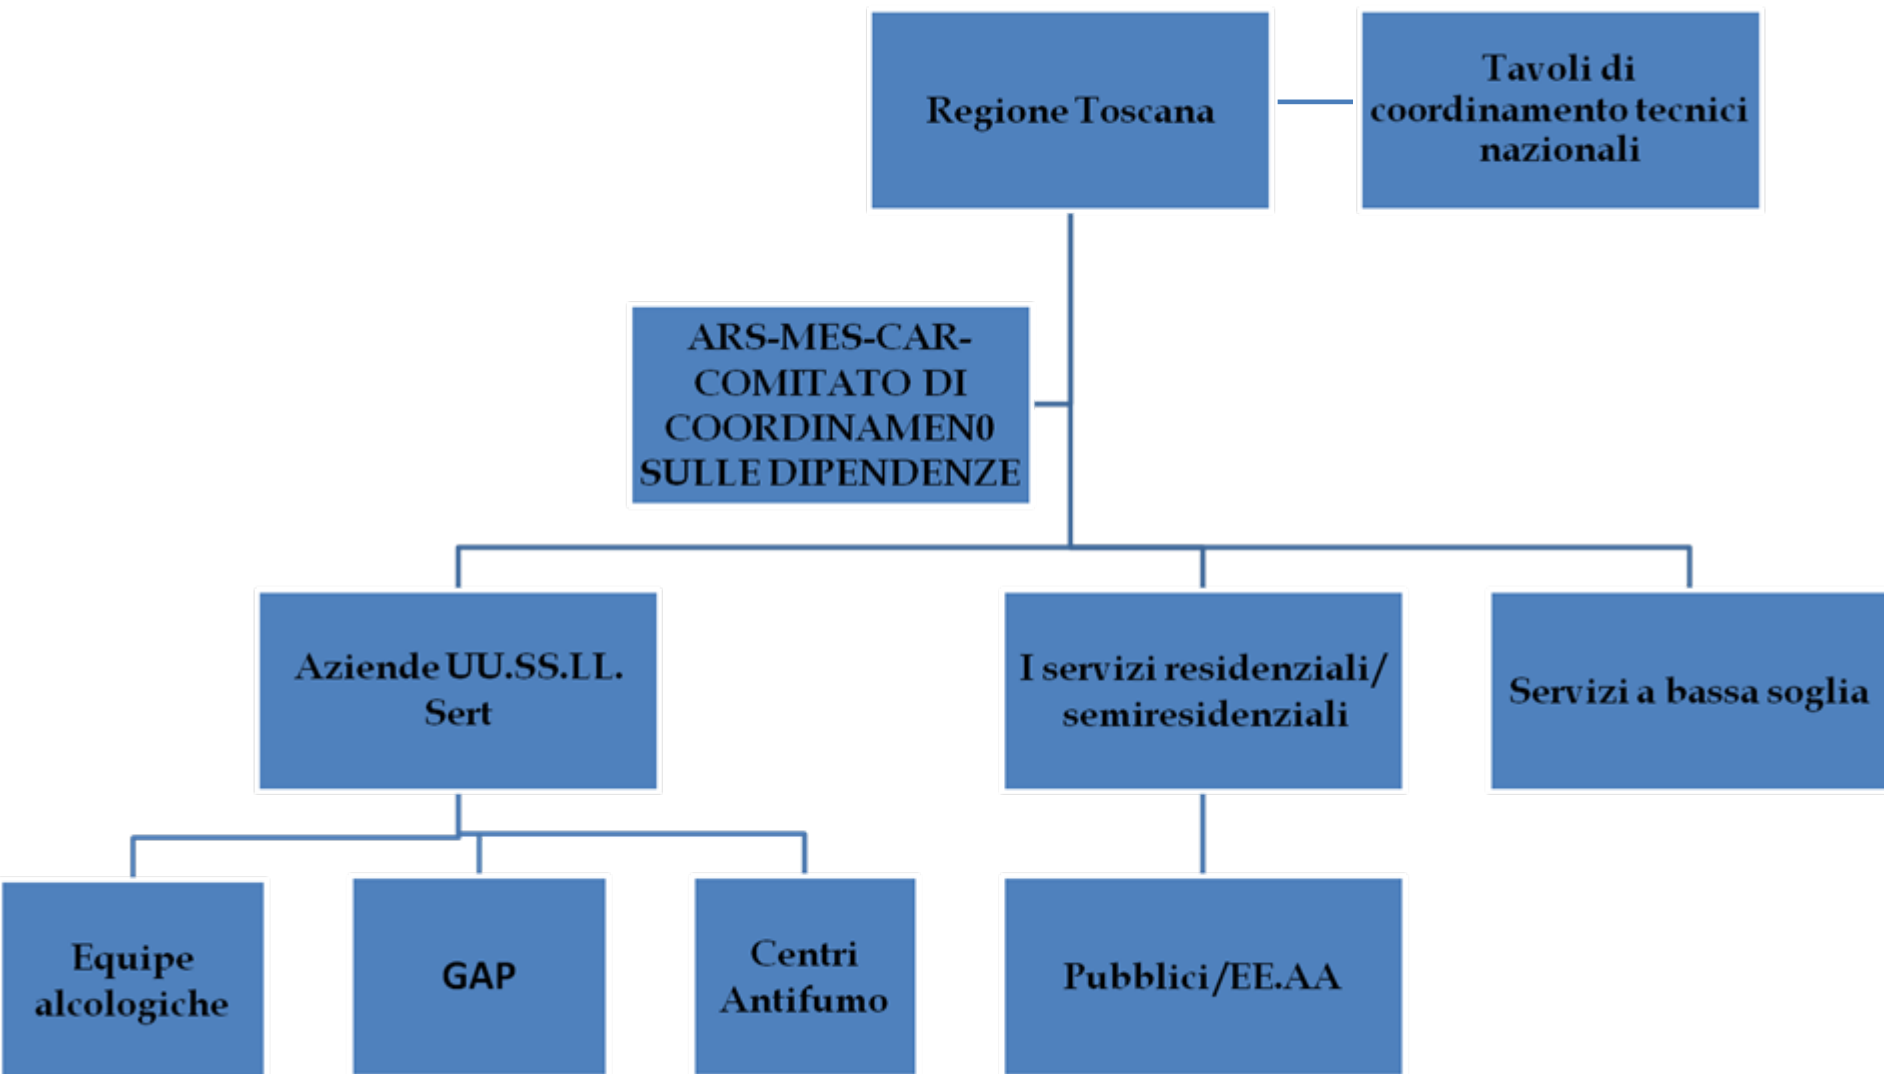 Regione Toscana
Tavoli di
coordinamento tecnici
nazionali
ARS-MES-CAR-
COMITATO DI
COORDINAMEN0
SULLE DIPENDENZE
Aziende UU.SS.LL.
Sert
I servizi residenziali/
semiresidenziali
Servizi a bassa soglia
Equipe
alcologiche
GAP
Centri
Antifumo
Pubblici/EE.AA